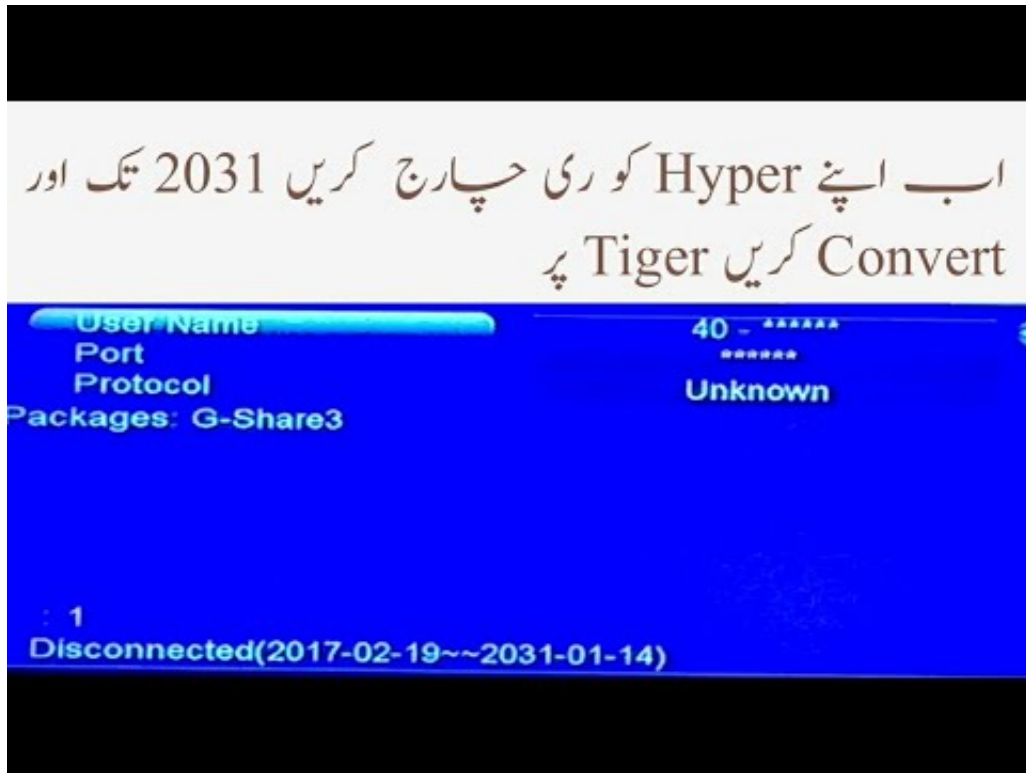 اب اپنے Hyper کو ری چارج کریں 2031 تک اور
Convert کریں Tiger پر
User Name 40 - ******
Port ******
Protocol Unknown
Packages: G-Share3
: 1
Disconnected(2017-02-19~~2031-01-14)